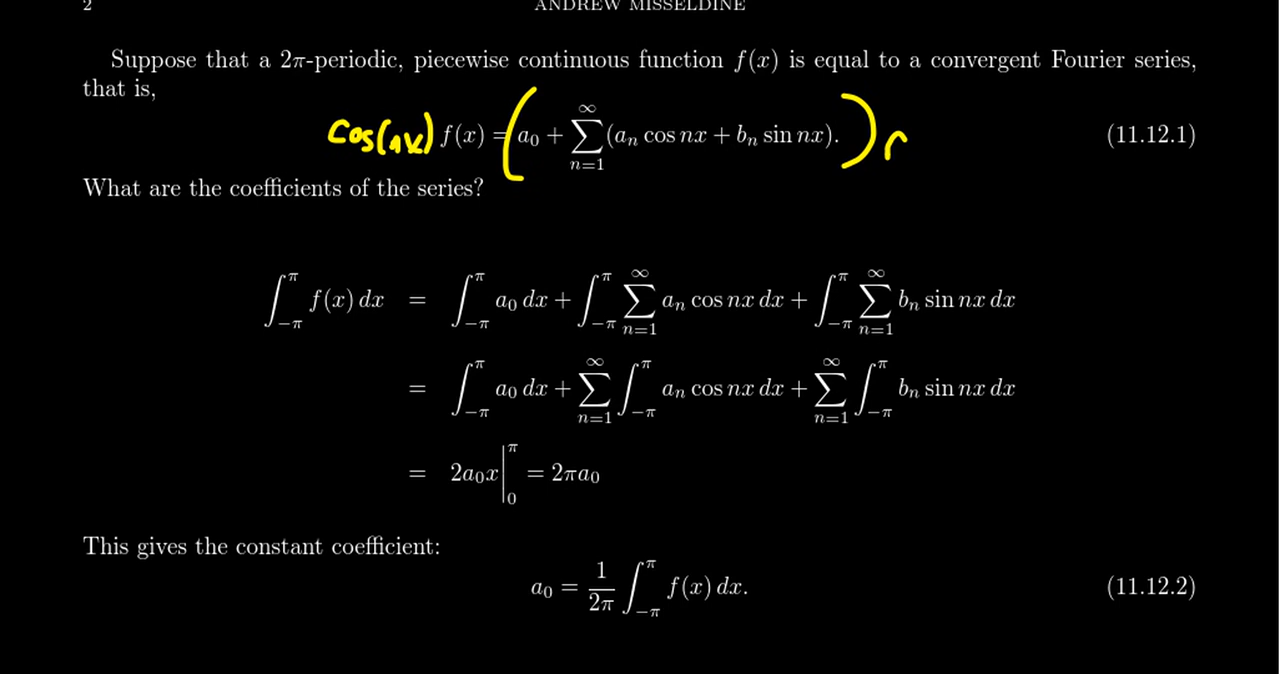 2 ANDREW MISSELDINE
Suppose that a 2π-periodic, piecewise continuous function f(x) is equal to a convergent Fourier series,
that is,
cos(nx) f(x) = (a₀ + ∑_{n=1}^{∞} (aₙ cos nx + bₙ sin nx).) (11.12.1)
What are the coefficients of the series?
∫_{−π}^{π} f(x) dx = ∫_{−π}^{π} a₀ dx + ∫_{−π}^{π} ∑_{n=1}^{∞} aₙ cos nx dx + ∫_{−π}^{π} ∑_{n=1}^{∞} bₙ sin nx dx
= ∫_{−π}^{π} a₀ dx + ∑_{n=1}^{∞} ∫_{−π}^{π} aₙ cos nx dx + ∑_{n=1}^{∞} ∫_{−π}^{π} bₙ sin nx dx
= 2a₀x |_{0}^{π} = 2πa₀
This gives the constant coefficient:
a₀ = 1/2π ∫_{−π}^{π} f(x) dx. (11.12.2)